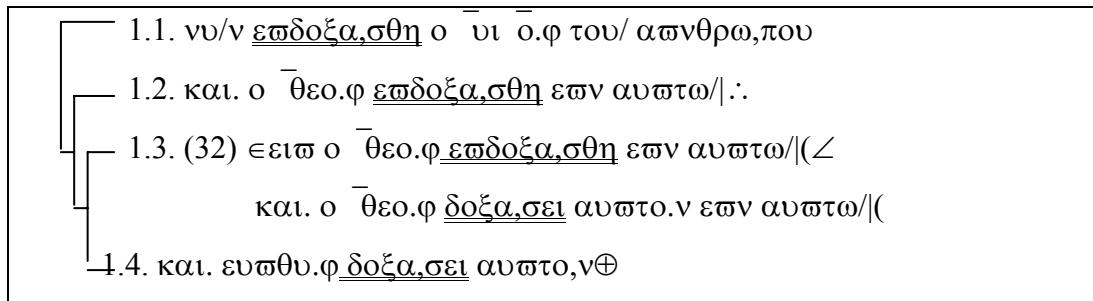 1.1. νυ/ν εϖδοξα,σθη ο ̅υι ̅ο.φ του/ αϖνθρω,που
1.2. και. ο ̅θεο.φ εϖδοξα,σθη εϖν αυϖτω/|∴
1.3. (32) ∈ειϖ ο ̅θεο.φ εϖδοξα,σθη εϖν αυϖτω/|(∠
και. ο ̅θεο.φ δοξα,σει αυϖτο.ν εϖν αυϖτω/|(
1.4. και. ευϖθυ.φ δοξα,σει αυϖτο,ν⊕